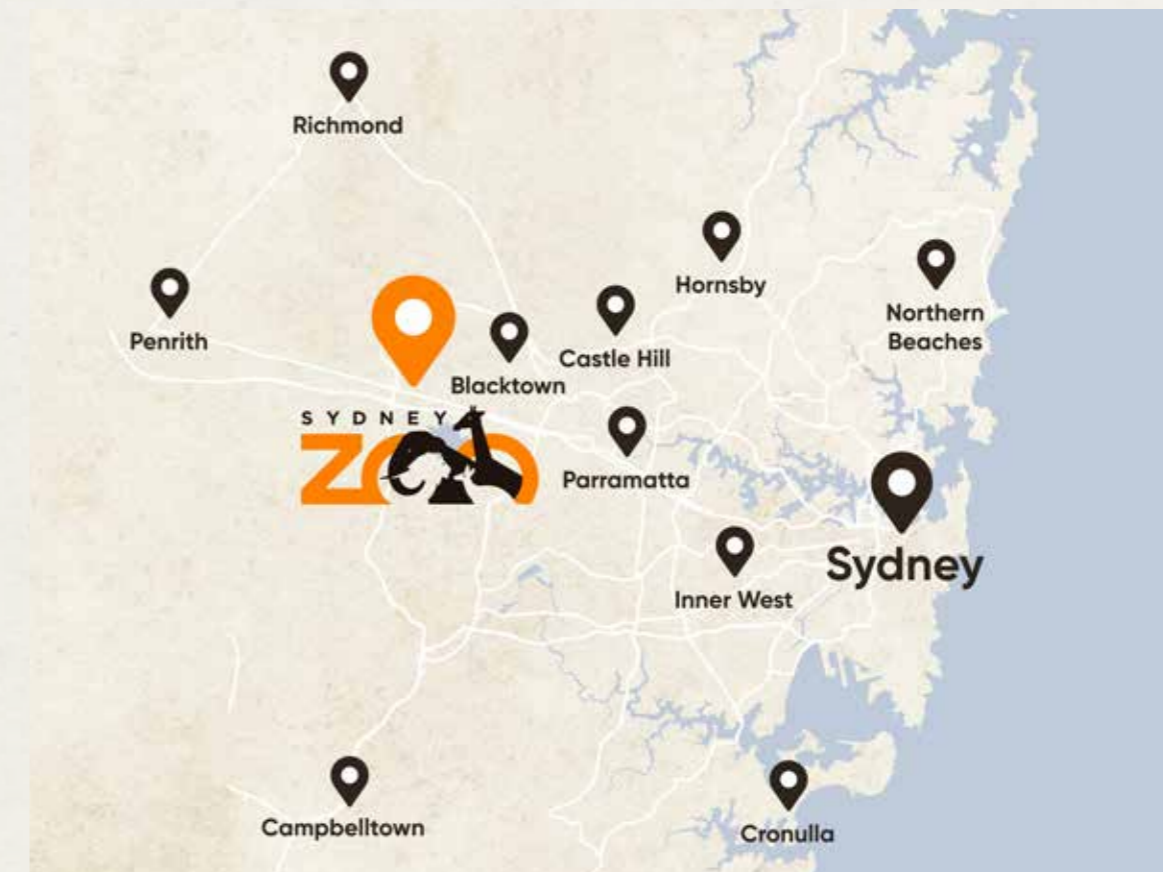 Richmond
Hornsby
Northern
Beaches
Penrith
Castle Hill
Blacktown
SYDNEY
ZOO
Parramatta
Sydney
Inner West
Campbelltown
Cronulla